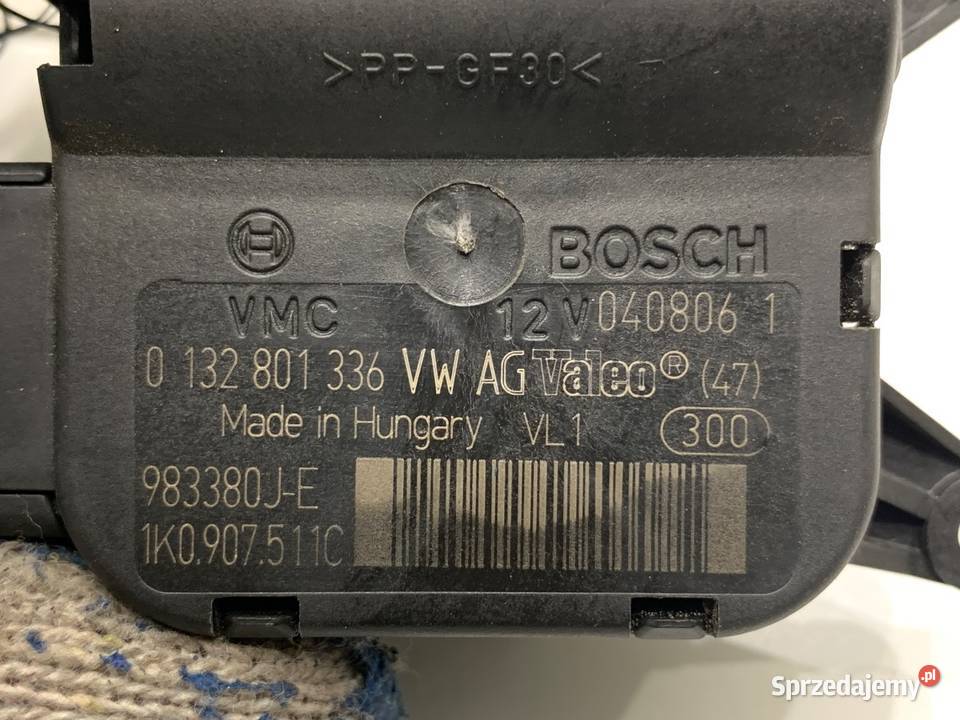 >PP-GF30<
BOSCH
VMC 12V 040806 1
0 132 801 336 VW AG Valeo® (47)
Made in Hungary VL1 300
983380J-E
1K0.907.511C
Sprzedajemy.pl